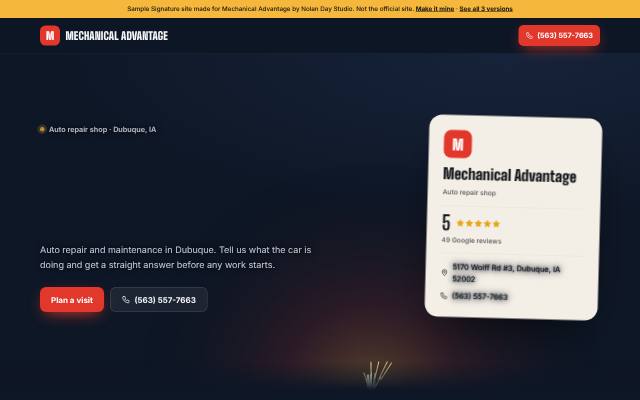 Sample Signature site made for Mechanical Advantage by Nolan Day Studio. Not the official site. Make it mine · See all 3 versions
M MECHANICAL ADVANTAGE
(563) 557-7663
Auto repair shop · Dubuque, IA
Auto repair and maintenance in Dubuque. Tell us what the car is
doing and get a straight answer before any work starts.
Plan a visit
(563) 557-7663
M
Mechanical Advantage
Auto repair shop
5 ★★★★★
49 Google reviews
5170 Wolff Rd #3, Dubuque, IA
52002
(563) 557-7663